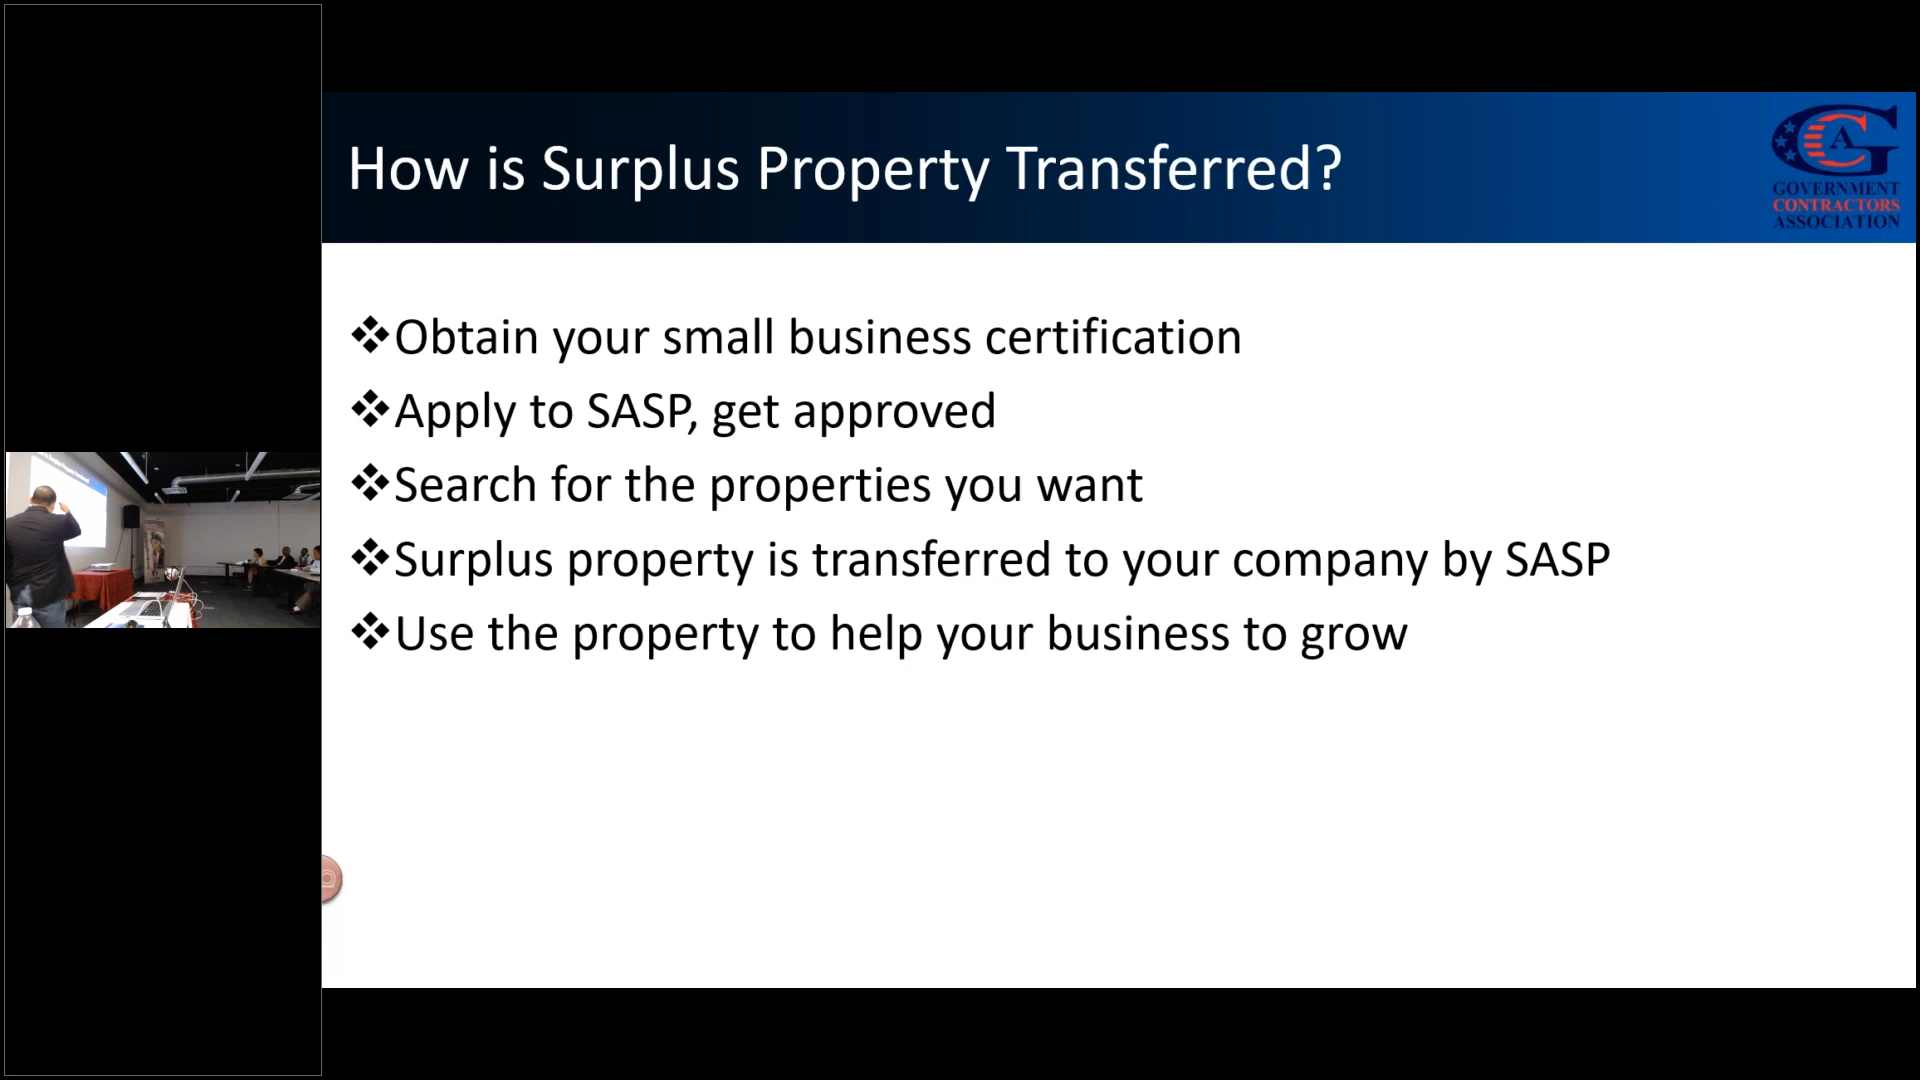 How is Surplus Property Transferred?
GOVERNMENT
CONTRACTORS
ASSOCIATION
❖Obtain your small business certification
❖Apply to SASP, get approved
❖Search for the properties you want
❖Surplus property is transferred to your company by SASP
❖Use the property to help your business to grow